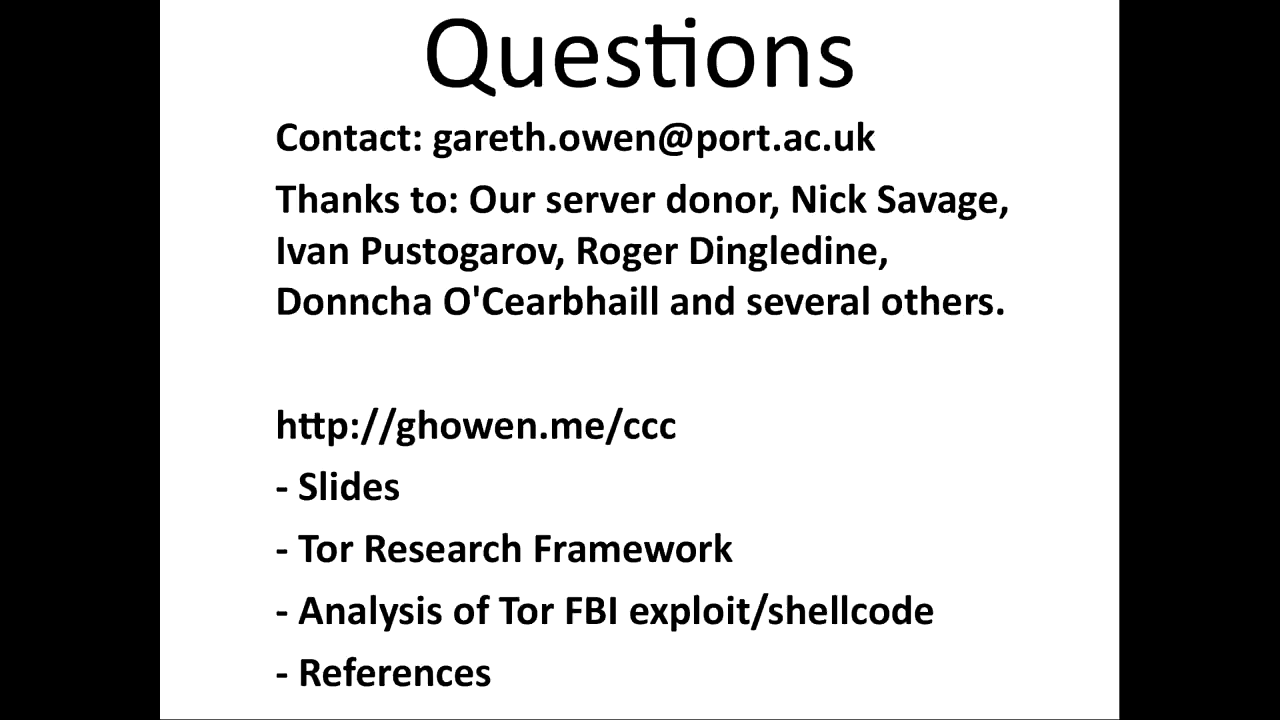 Questions
Contact: gareth.owen@port.ac.uk
Thanks to: Our server donor, Nick Savage,
Ivan Pustogarov, Roger Dingledine,
Donncha O'Cearbhaill and several others.
http://ghowen.me/ccc
- Slides
- Tor Research Framework
- Analysis of Tor FBI exploit/shellcode
- References